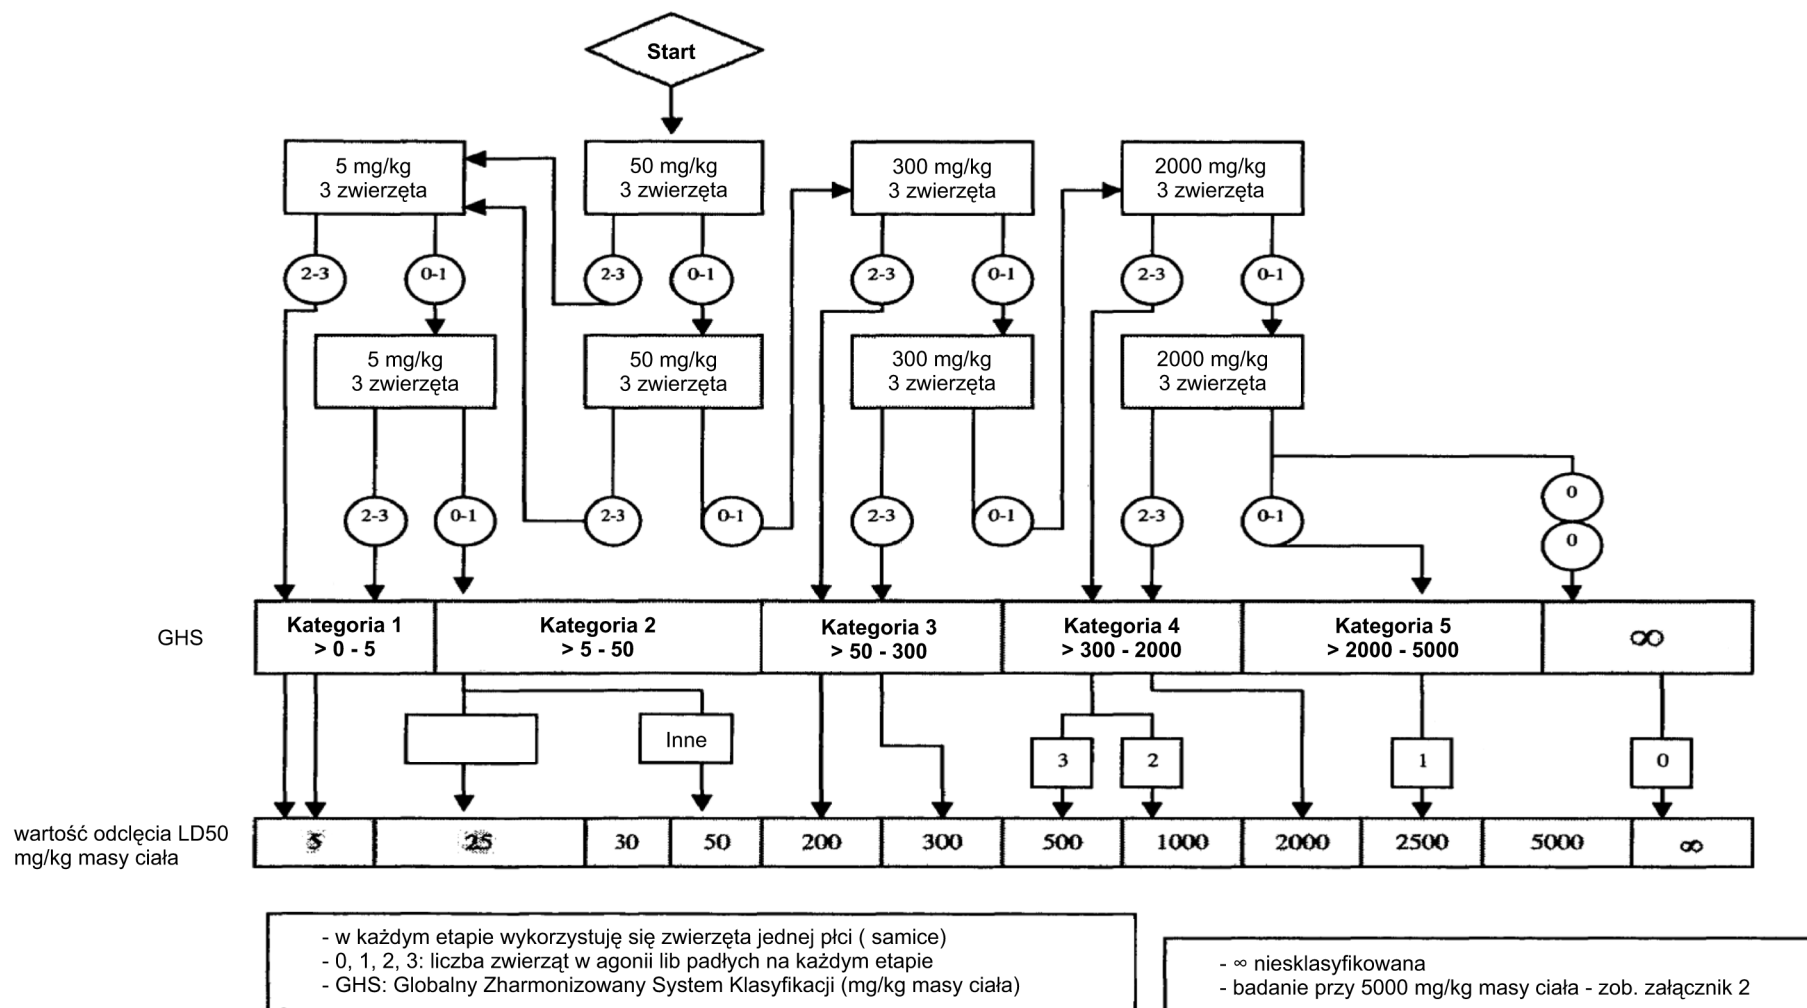 Start
5 mg/kg
3 zwierzęta
50 mg/kg
3 zwierzęta
300 mg/kg
3 zwierzęta
2000 mg/kg
3 zwierzęta
2-3
0-1
2-3
0-1
2-3
0-1
2-3
0-1
5 mg/kg
3 zwierzęta
50 mg/kg
3 zwierzęta
300 mg/kg
3 zwierzęta
2000 mg/kg
3 zwierzęta
2-3
0-1
2-3
0-1
2-3
0-1
2-3
0-1
0
0
GHS
Kategoria 1
> 0 - 5
Kategoria 2
> 5 - 50
Kategoria 3
> 50 - 300
Kategoria 4
> 300 - 2000
Kategoria 5
> 2000 - 5000
∞
Inne
3
2
1
0
wartość odclęcia LD50
mg/kg masy ciała
5
25
30
50
200
300
500
1000
2000
2500
5000
∞
- w każdym etapie wykorzystuję się zwierzęta jednej płci ( samice)
- 0, 1, 2, 3: liczba zwierząt w agonii lib padłych na każdym etapie
- GHS: Globalny Zharmonizowany System Klasyfikacji (mg/kg masy ciała)
- ∞ niesklasyfikowana
- badanie przy 5000 mg/kg masy ciała - zob. załącznik 2